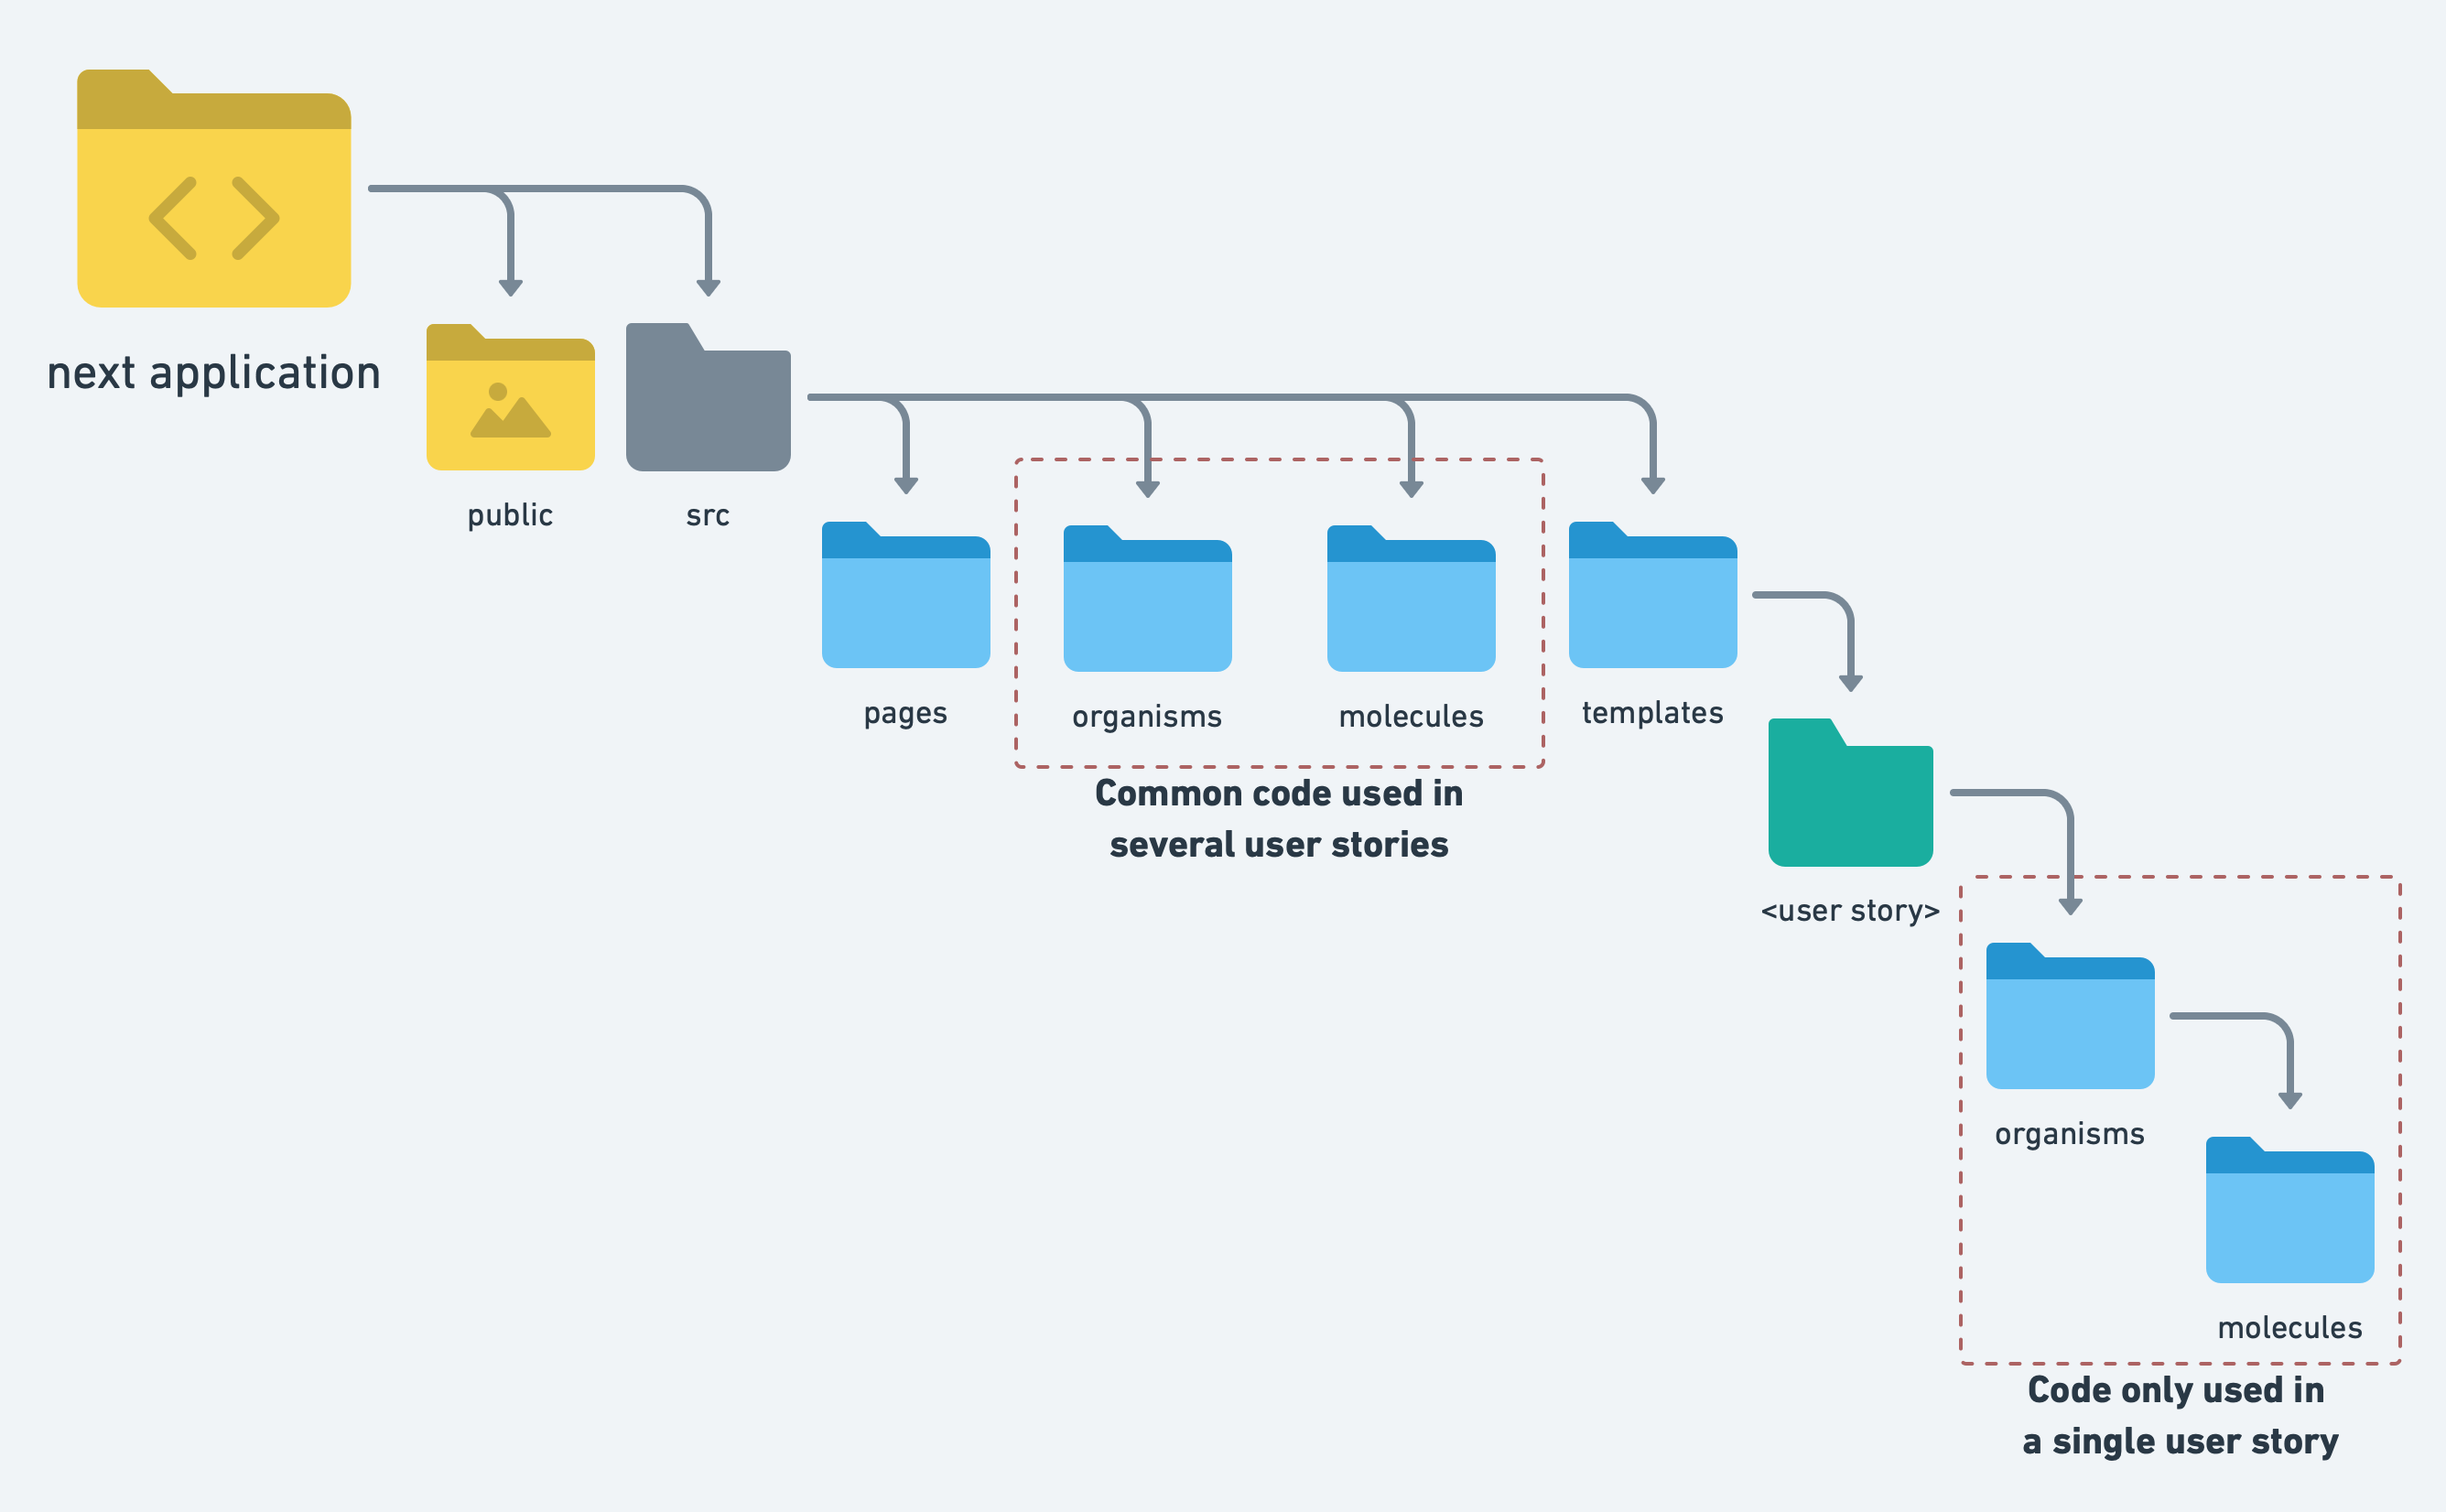 next application
public
src
pages
organisms
molecules
templates
Common code used in
several user stories
<user story>
organisms
molecules
Code only used in
a single user story